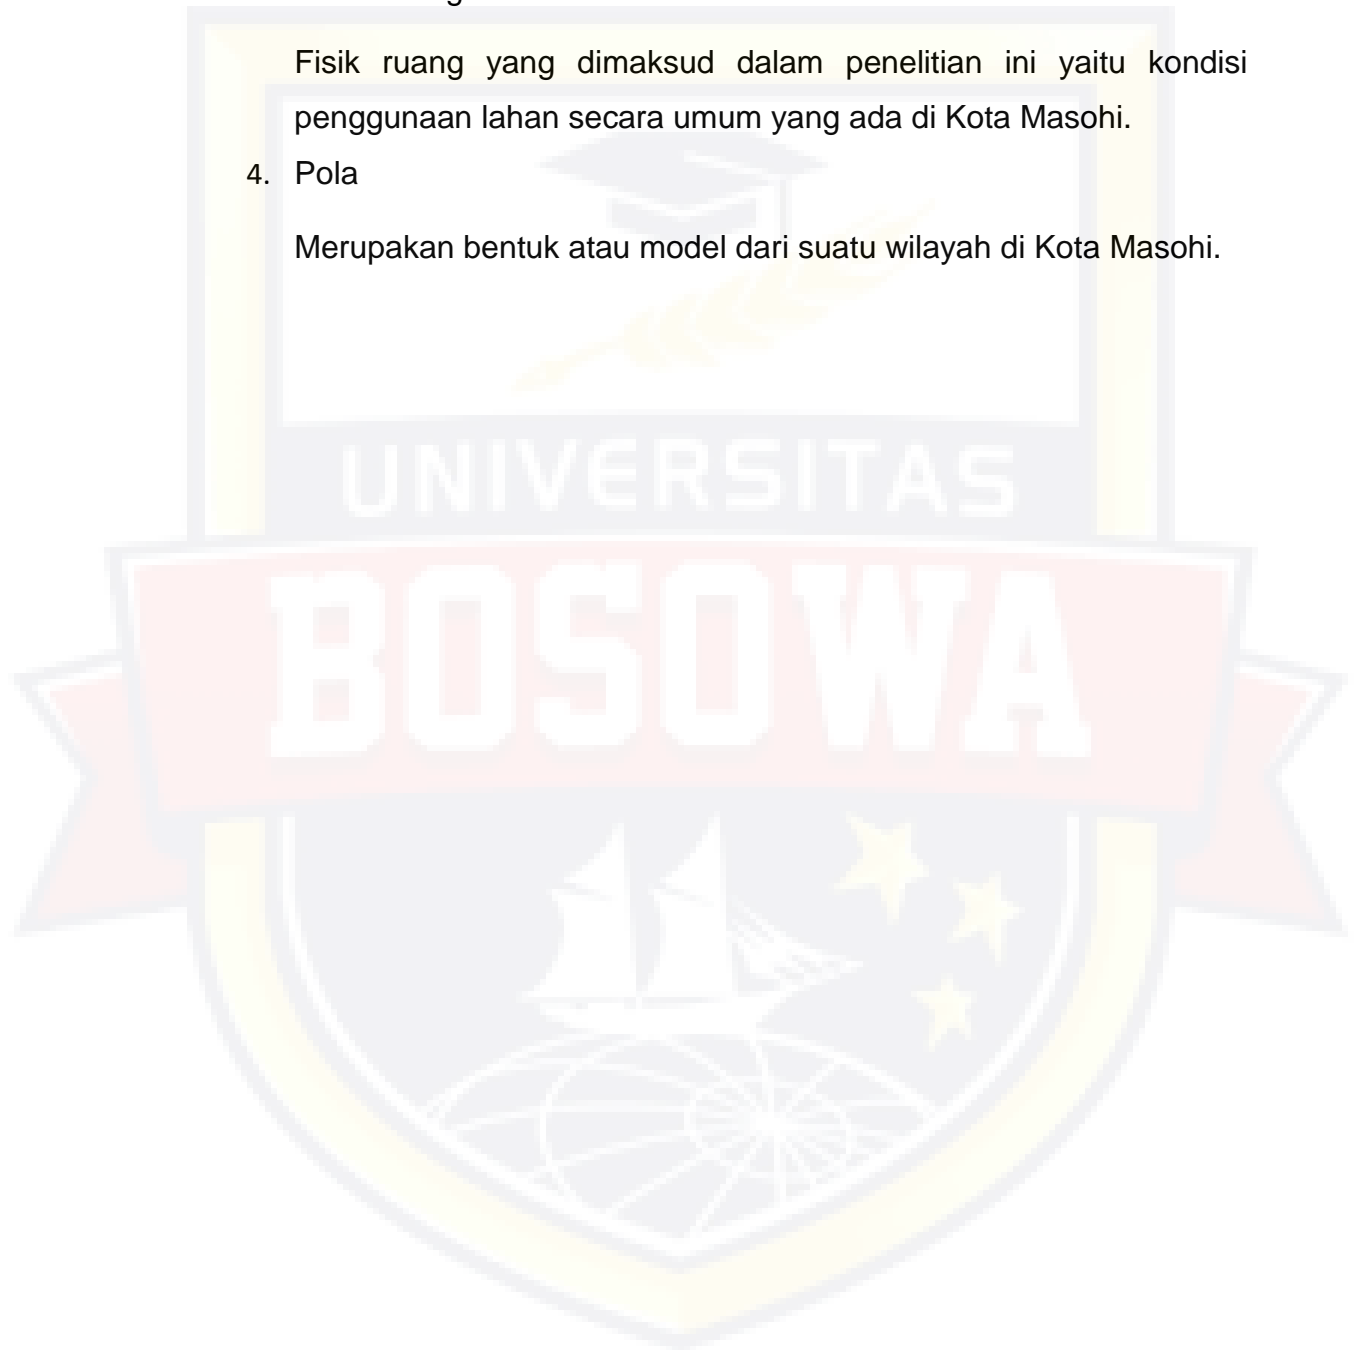 Fisik ruang yang dimaksud dalam penelitian ini yaitu kondisi
penggunaan lahan secara umum yang ada di Kota Masohi.
4. Pola
Merupakan bentuk atau model dari suatu wilayah di Kota Masohi.
UNIVERSITAS
BOSOWA